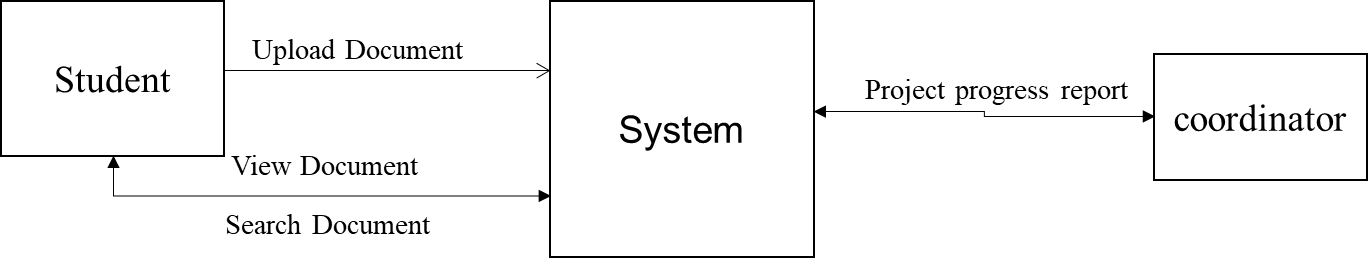 Student
Upload Document
View Document
Search Document
System
Project progress report
coordinator